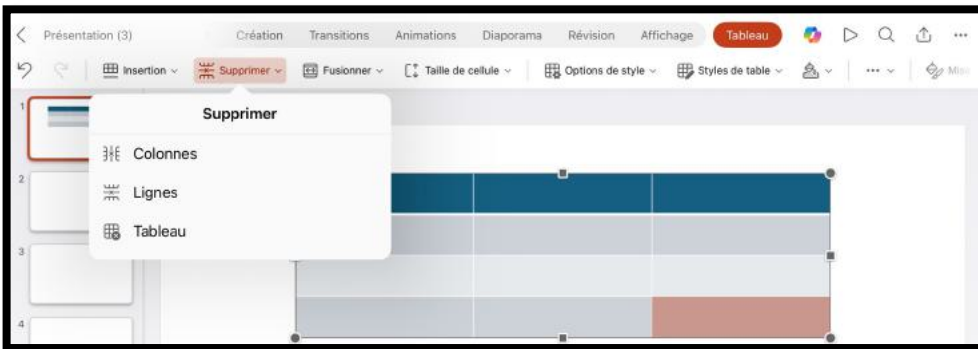 Présentation (3) Création Transitions Animations Diaporama Révision Affichage Tableau
Insertion Supprimer Fusionner Taille de cellule Options de style Styles de table
1
Supprimer
Colonnes
2
Lignes
Tableau
3
4